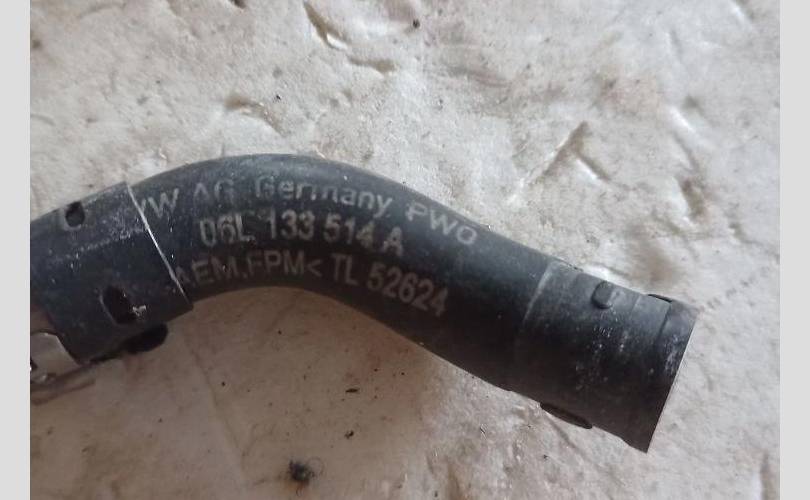 VW AG Germany PWO
06L 133 514 A
AEM,FPM< TL 52624